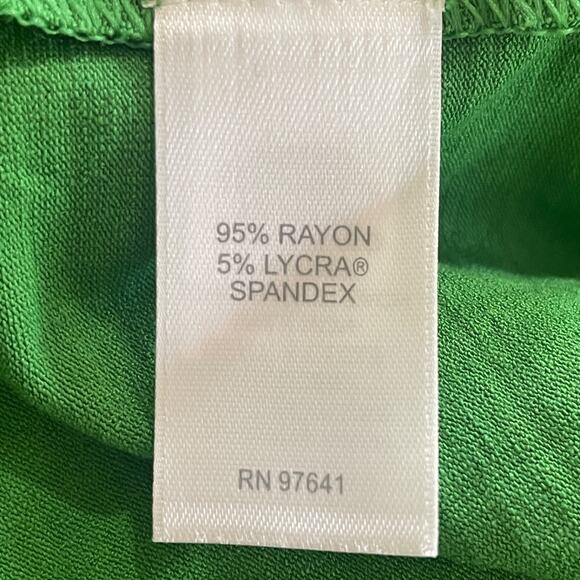 95% RAYON
5% LYCRA®
SPANDEX
RN 97641